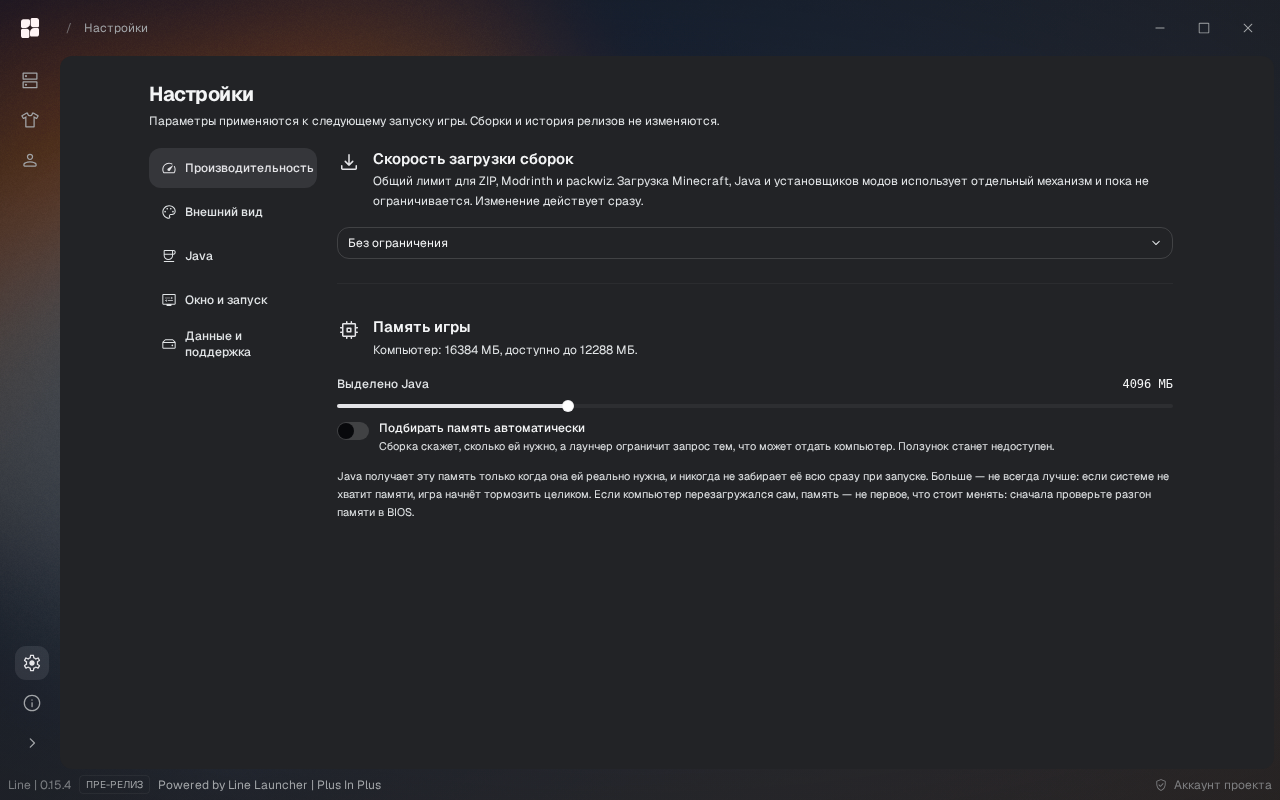 / Настройки
Настройки
Параметры применяются к следующему запуску игры. Сборки и история релизов не изменяются.
Производительность
Внешний вид
Java
Окно и запуск
Данные и
поддержка
Скорость загрузки сборок
Общий лимит для ZIP, Modrinth и packwiz. Загрузка Minecraft, Java и установщиков модов использует отдельный механизм и пока не
ограничивается. Изменение действует сразу.
Без ограничения
Память игры
Компьютер: 16384 МБ, доступно до 12288 МБ.
Выделено Java 4096 МБ
Подбирать память автоматически
Сборка скажет, сколько ей нужно, а лаунчер ограничит запрос тем, что может отдать компьютер. Ползунок станет недоступен.
Java получает эту память только когда она ей реально нужна, и никогда не забирает её всю сразу при запуске. Больше — не всегда лучше: если системе не
хватит памяти, игра начнёт тормозить целиком. Если компьютер перезагружался сам, память — не первое, что стоит менять: сначала проверьте разгон
памяти в BIOS.
Line | 0.15.4 ПРЕ-РЕЛИЗ Powered by Line Launcher | Plus In Plus Аккаунт проекта